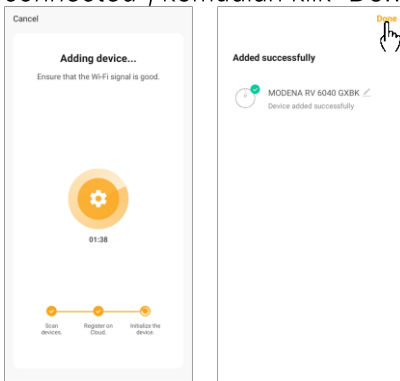 connected", kemudian klik "Do
Cancel
Adding device...
Ensure that the Wi-Fi signal is good.
01:38
Scan devices.
Register on Cloud.
Initialize the device.
Done
Added successfully
MODENA RV 6040 GXBK
Device added successfully